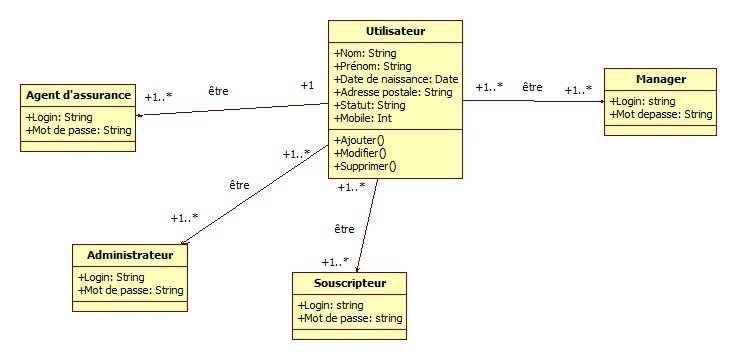 Utilisateur
+Nom: String
+Prénom: String
+Date de naissance: Date
+Adresse postale: String
+Statut: String
+Mobile: Int
+Ajouter()
+Modifier()
+Supprimer()
Agent d'assurance
+Login: String
+Mot de passe: String
+1..*
être
+1
+1..*
être
+1..*
Manager
+Login: string
+Mot depasse: String
+1..*
être
+1..*
Administrateur
+Login: String
+Mot de passe: String
+1..*
être
+1..*
Souscripteur
+Login: string
+Mot de passe: string